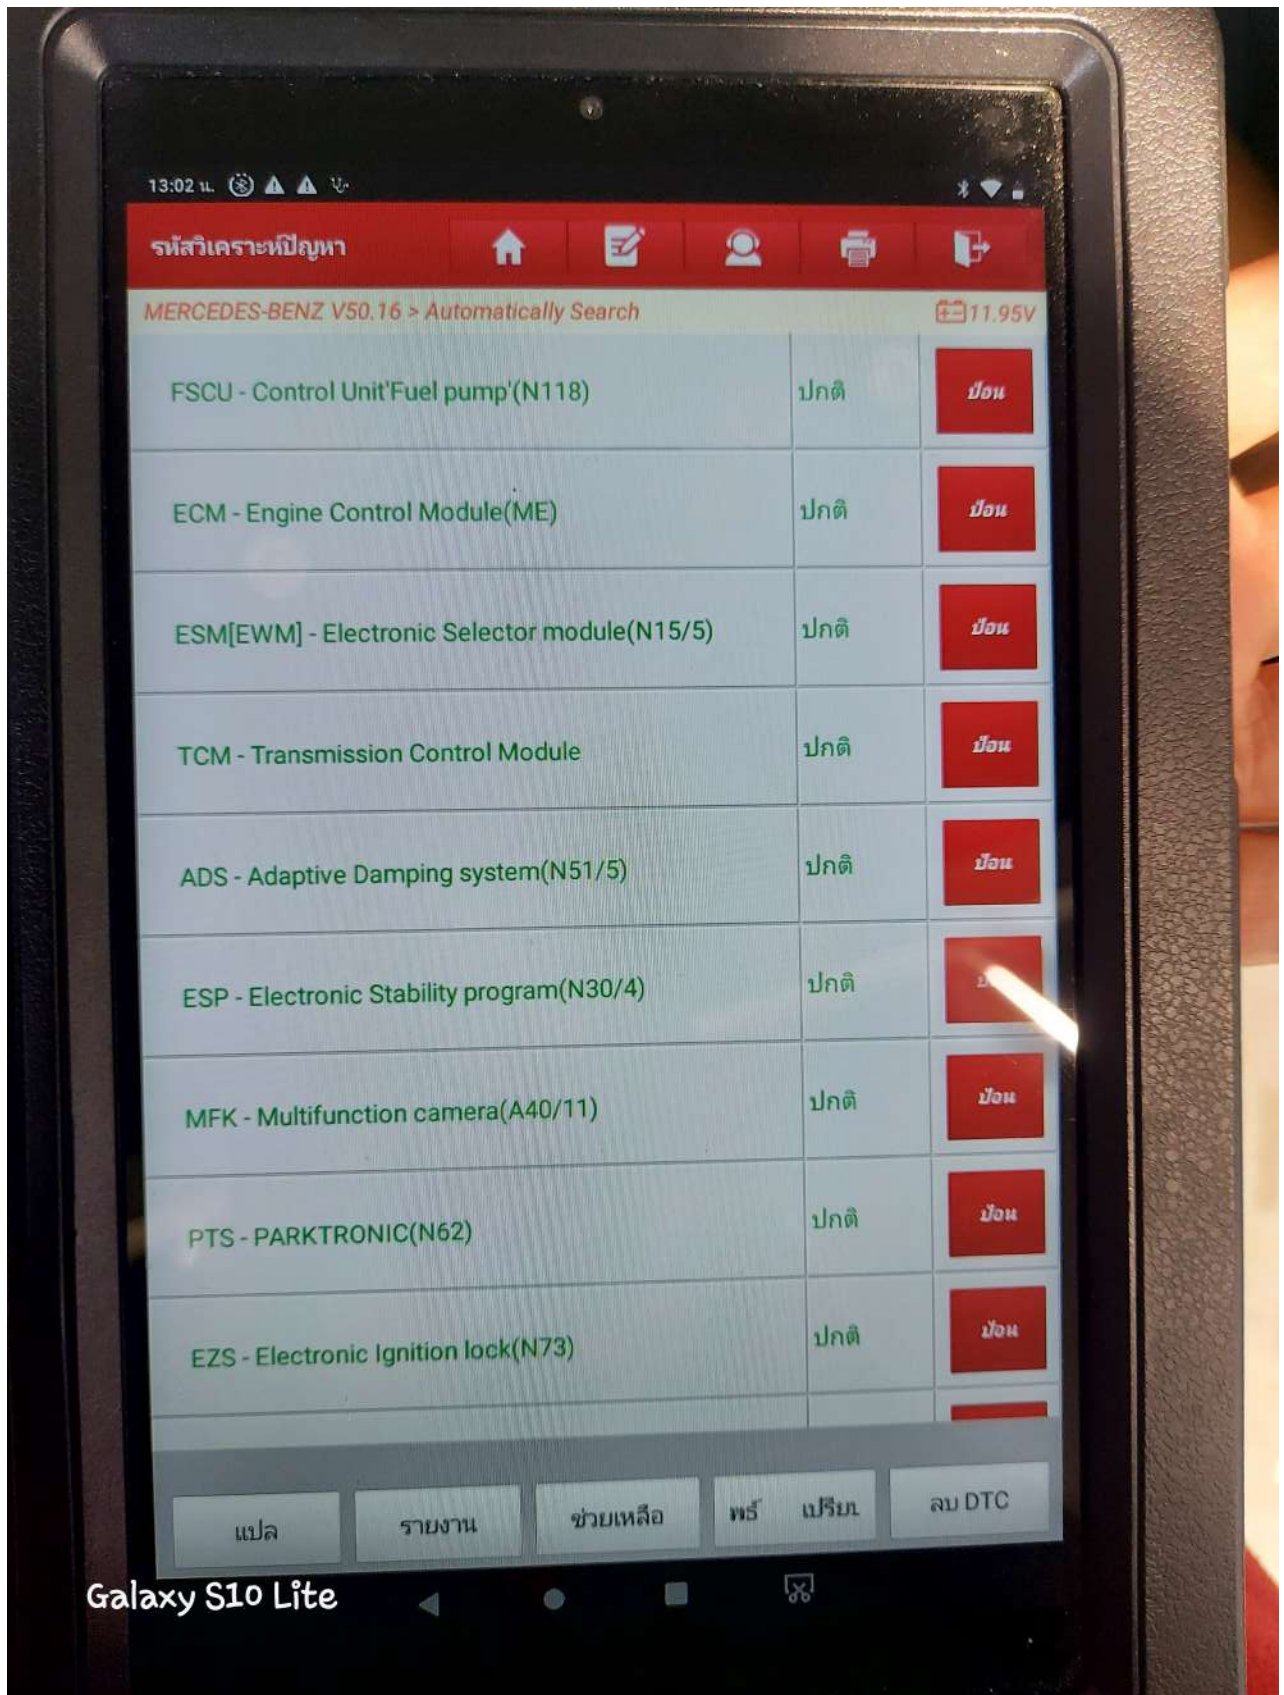 13:02 น.
รหัสวิเคราะห์ปัญหา
MERCEDES-BENZ V50.16 > Automatically Search 11.95V
FSCU - Control Unit'Fuel pump'(N118) ปกติ ป้อน
ECM - Engine Control Module(ME) ปกติ ป้อน
ESM[EWM] - Electronic Selector module(N15/5) ปกติ ป้อน
TCM - Transmission Control Module ปกติ ป้อน
ADS - Adaptive Damping system(N51/5) ปกติ ป้อน
ESP - Electronic Stability program(N30/4) ปกติ
MFK - Multifunction camera(A40/11) ปกติ ป้อน
PTS - PARKTRONIC(N62) ปกติ ป้อน
EZS - Electronic Ignition lock(N73) ปกติ ป้อน
แปล รายงาน ช่วยเหลือ ลบ DTC
Galaxy S10 Lite